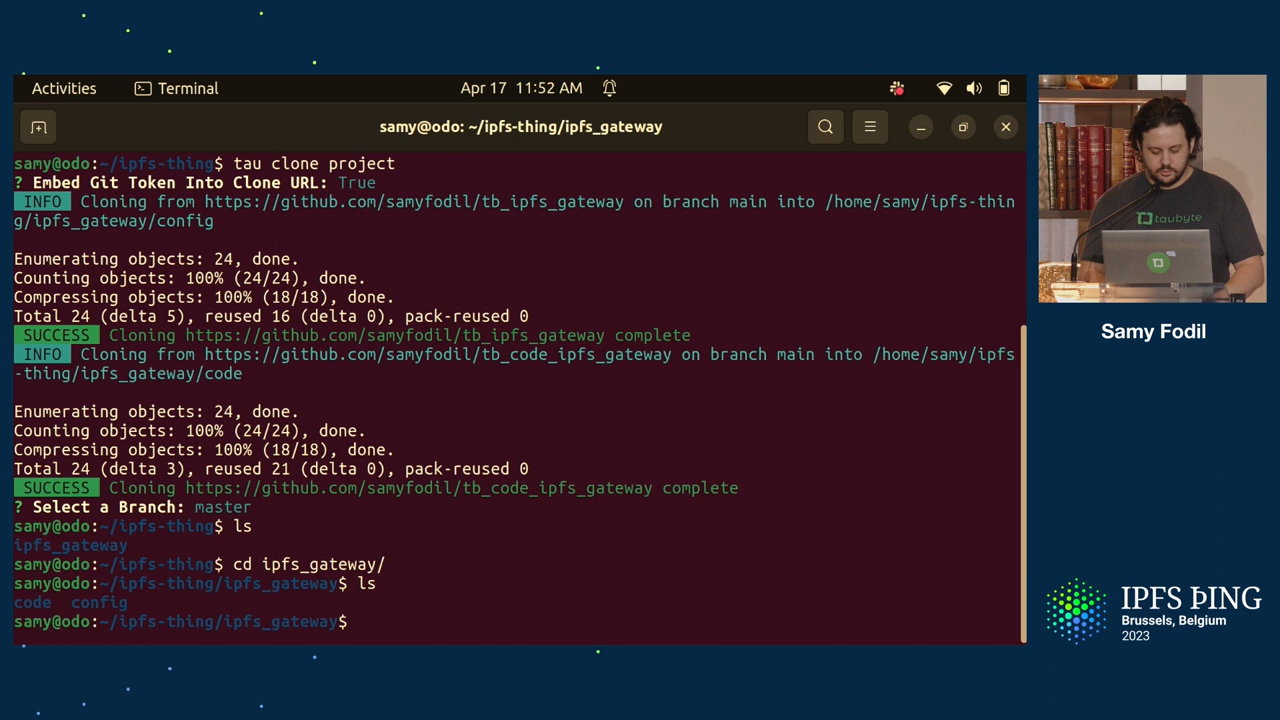 Activities
Terminal
Apr 17 11:52 AM
samy@odo: ~/ipfs-thing/ipfs_gateway
samy@odo:~/ipfs-thing$ tau clone project
? Embed Git Token Into Clone URL: True
INFO Cloning from https://github.com/samyfodil/tb_ipfs_gateway on branch main into /home/samy/ipfs-thin
g/ipfs_gateway/config
Enumerating objects: 24, done.
Counting objects: 100% (24/24), done.
Compressing objects: 100% (18/18), done.
Total 24 (delta 5), reused 16 (delta 0), pack-reused 0
SUCCESS Cloning https://github.com/samyfodil/tb_ipfs_gateway complete
INFO Cloning from https://github.com/samyfodil/tb_code_ipfs_gateway on branch main into /home/samy/ipfs
-thing/ipfs_gateway/code
Enumerating objects: 24, done.
Counting objects: 100% (24/24), done.
Compressing objects: 100% (18/18), done.
Total 24 (delta 3), reused 21 (delta 0), pack-reused 0
SUCCESS Cloning https://github.com/samyfodil/tb_code_ipfs_gateway complete
? Select a Branch: master
samy@odo:~/ipfs-thing$ ls
ipfs_gateway
samy@odo:~/ipfs-thing$ cd ipfs_gateway/
samy@odo:~/ipfs-thing/ipfs_gateway$ ls
code config
samy@odo:~/ipfs-thing/ipfs_gateway$
taubyte
Samy Fodil
IPFS ÞING
Brussels, Belgium
2023